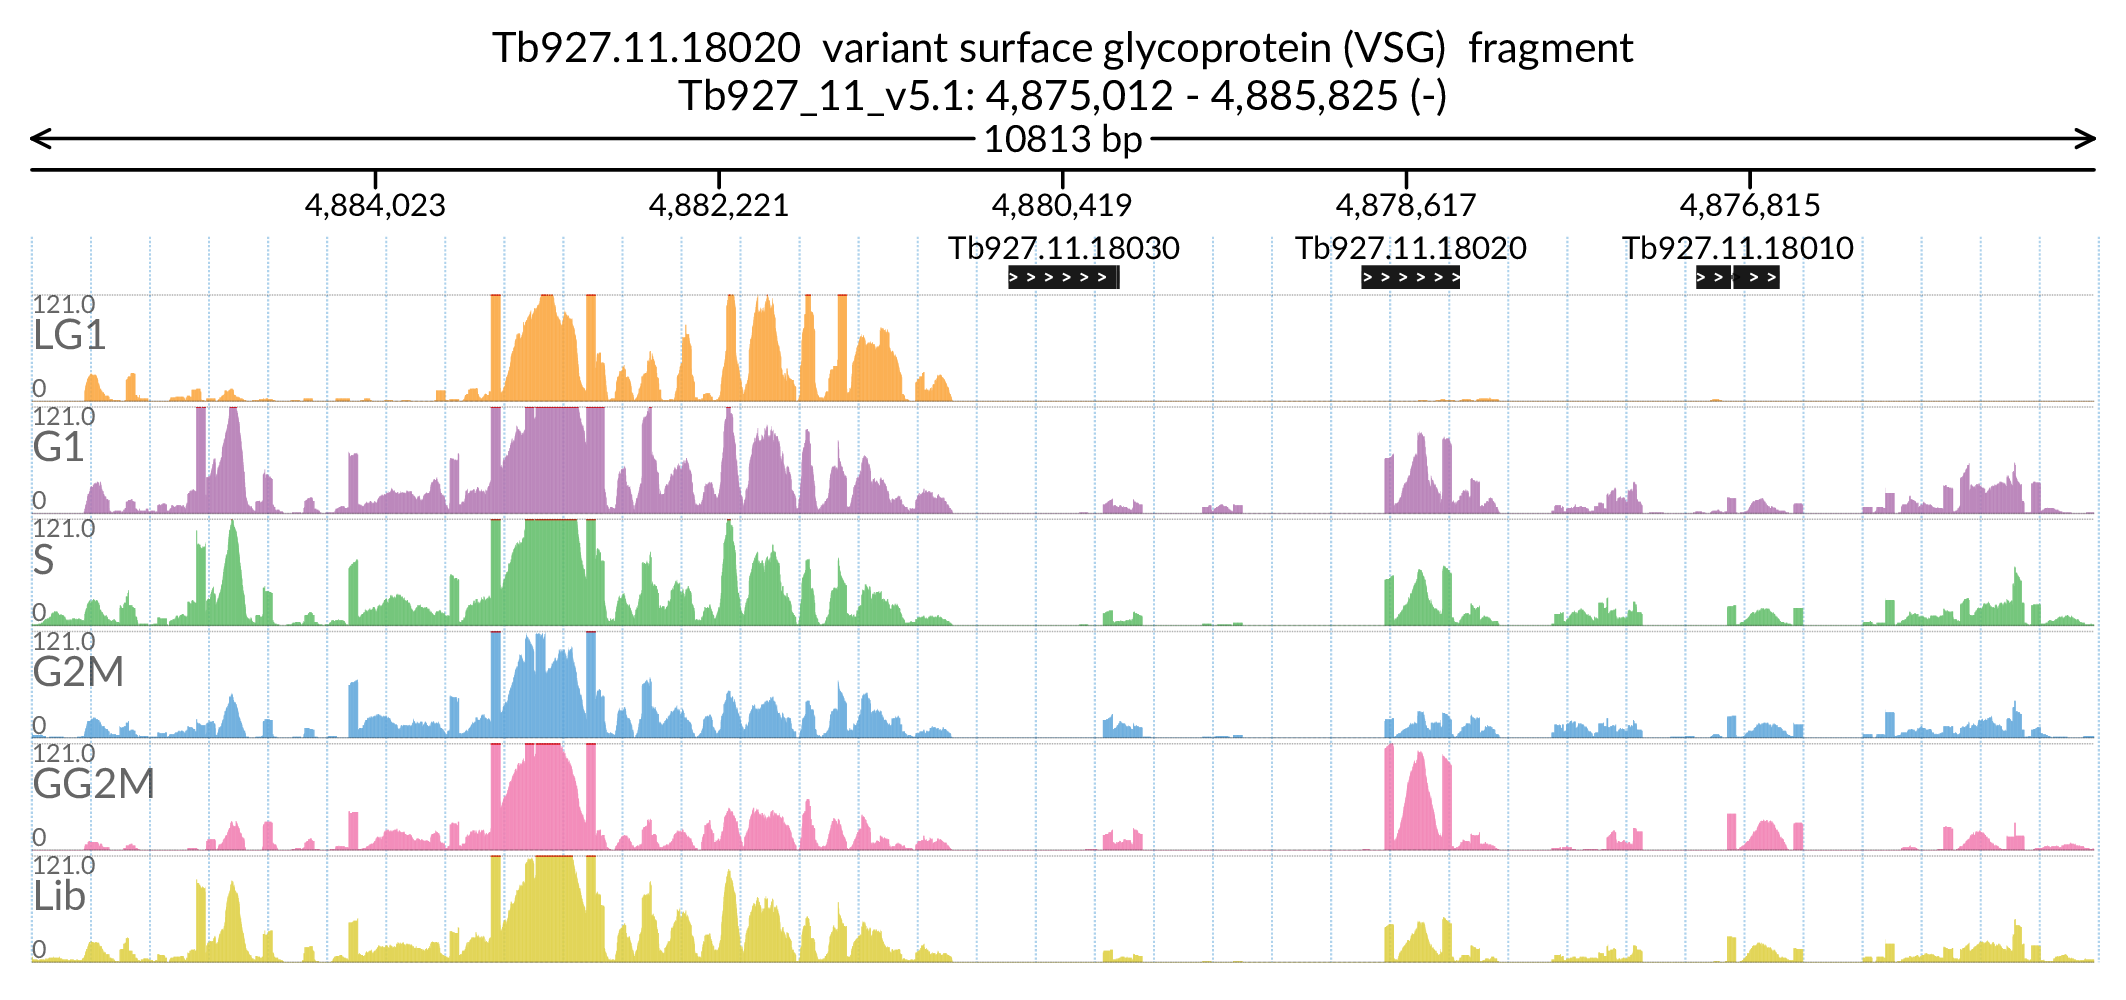 Tb927.11.18020  variant surface glycoprotein (VSG)  fragment
Tb927_11_v5.1: 4,875,012 - 4,885,825 (-)
10813 bp
4,884,023 4,882,221 4,880,419 4,878,617 4,876,815
Tb927.11.18030 Tb927.11.18020 Tb927.11.18010
121.0
LG1
0
121.0
G1
0
121.0
S
0
121.0
G2M
0
121.0
GG2M
0
121.0
Lib
0